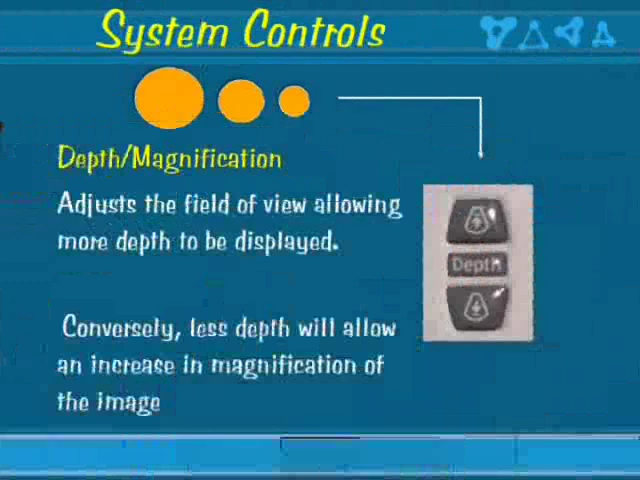 System Controls
Depth/Magnification
Adjusts the field of view allowing
more depth to be displayed.
Depth
Conversely, less depth will allow
an increase in magnification of
the image